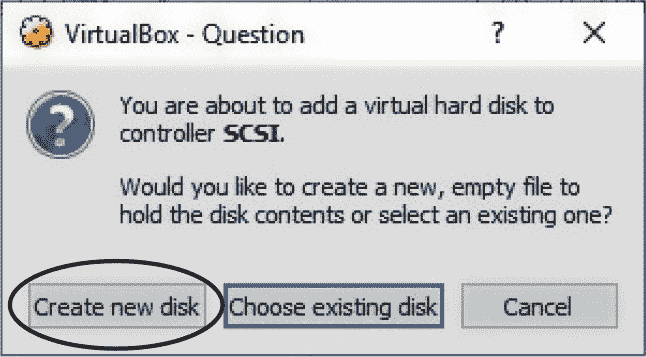 VirtualBox - Question
?
You are about to add a virtual hard disk to
controller SCSI.
Would you like to create a new, empty file to
hold the disk contents or select an existing one?
Create new disk
Choose existing disk
Cancel